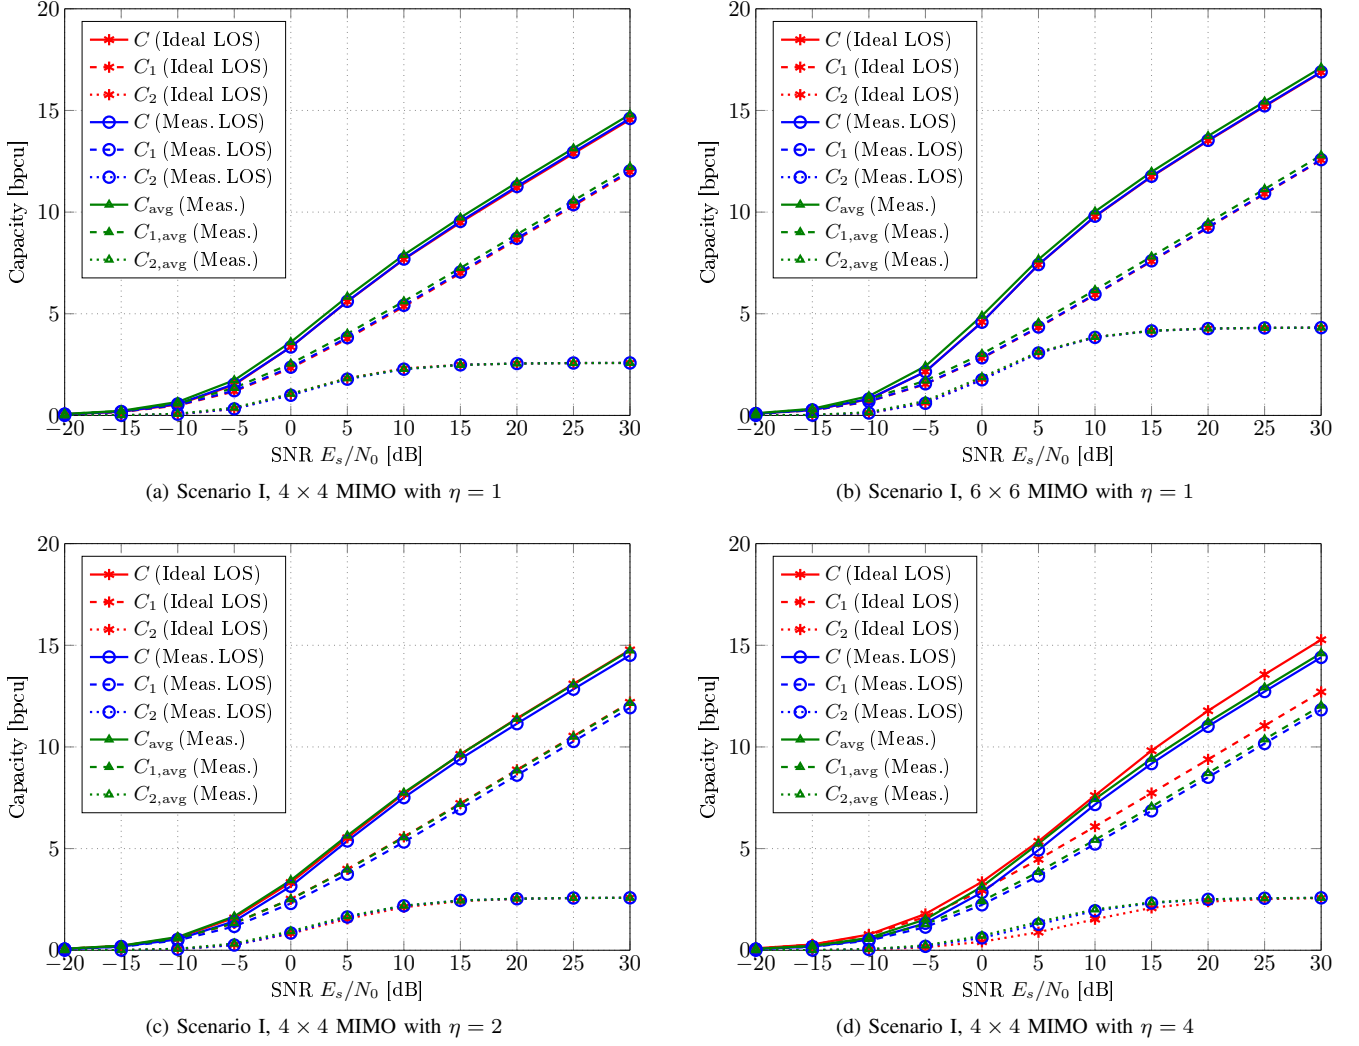 20
15
10
5
0
Capacity [bpcu]
C (Ideal LOS)
C1 (Ideal LOS)
C2 (Ideal LOS)
C (Meas. LOS)
C1 (Meas. LOS)
C2 (Meas. LOS)
Cavg (Meas.)
C1,avg (Meas.)
C2,avg (Meas.)
−20 −15 −10 −5 0 5 10 15 20 25 30
SNR Es/N0 [dB]
(a) Scenario I, 4 × 4 MIMO with η = 1
20
15
10
5
0
Capacity [bpcu]
C (Ideal LOS)
C1 (Ideal LOS)
C2 (Ideal LOS)
C (Meas. LOS)
C1 (Meas. LOS)
C2 (Meas. LOS)
Cavg (Meas.)
C1,avg (Meas.)
C2,avg (Meas.)
−20 −15 −10 −5 0 5 10 15 20 25 30
SNR Es/N0 [dB]
(b) Scenario I, 6 × 6 MIMO with η = 1
20
15
10
5
0
Capacity [bpcu]
C (Ideal LOS)
C1 (Ideal LOS)
C2 (Ideal LOS)
C (Meas. LOS)
C1 (Meas. LOS)
C2 (Meas. LOS)
Cavg (Meas.)
C1,avg (Meas.)
C2,avg (Meas.)
−20 −15 −10 −5 0 5 10 15 20 25 30
SNR Es/N0 [dB]
(c) Scenario I, 4 × 4 MIMO with η = 2
20
15
10
5
0
Capacity [bpcu]
C (Ideal LOS)
C1 (Ideal LOS)
C2 (Ideal LOS)
C (Meas. LOS)
C1 (Meas. LOS)
C2 (Meas. LOS)
Cavg (Meas.)
C1,avg (Meas.)
C2,avg (Meas.)
−20 −15 −10 −5 0 5 10 15 20 25 30
SNR Es/N0 [dB]
(d) Scenario I, 4 × 4 MIMO with η = 4